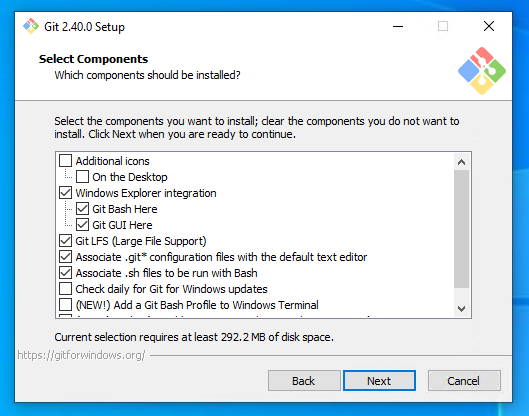 Git 2.40.0 Setup
Select Components
Which components should be installed?
Select the components you want to install; clear the components you do not want to
install. Click Next when you are ready to continue.
Additional icons
On the Desktop
Windows Explorer integration
Git Bash Here
Git GUI Here
Git LFS (Large File Support)
Associate .git* configuration files with the default text editor
Associate .sh files to be run with Bash
Check daily for Git for Windows updates
(NEW!) Add a Git Bash Profile to Windows Terminal
Current selection requires at least 292.2 MB of disk space.
https://gitforwindows.org/
Back
Next
Cancel